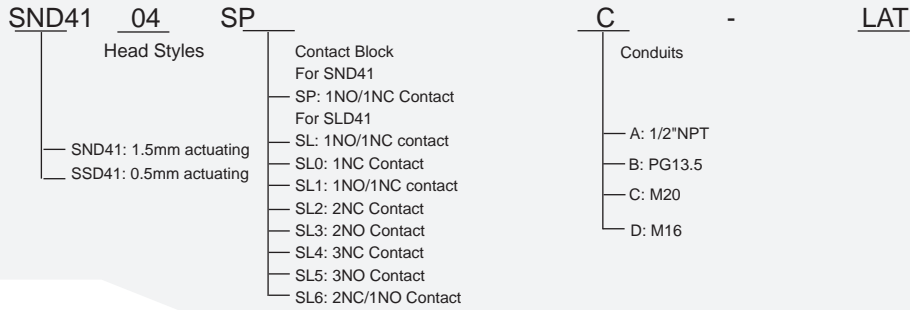 SND41 04 SP C - LAT
Head Styles
SND41: 1.5mm actuating
SSD41: 0.5mm actuating
Contact Block
For SND41
SP: 1NO/1NC Contact
For SLD41
SL: 1NO/1NC contact
SL0: 1NC Contact
SL1: 1NO/1NC contact
SL2: 2NC Contact
SL3: 2NO Contact
SL4: 3NC Contact
SL5: 3NO Contact
SL6: 2NC/1NO Contact
Conduits
A: 1/2"NPT
B: PG13.5
C: M20
D: M16